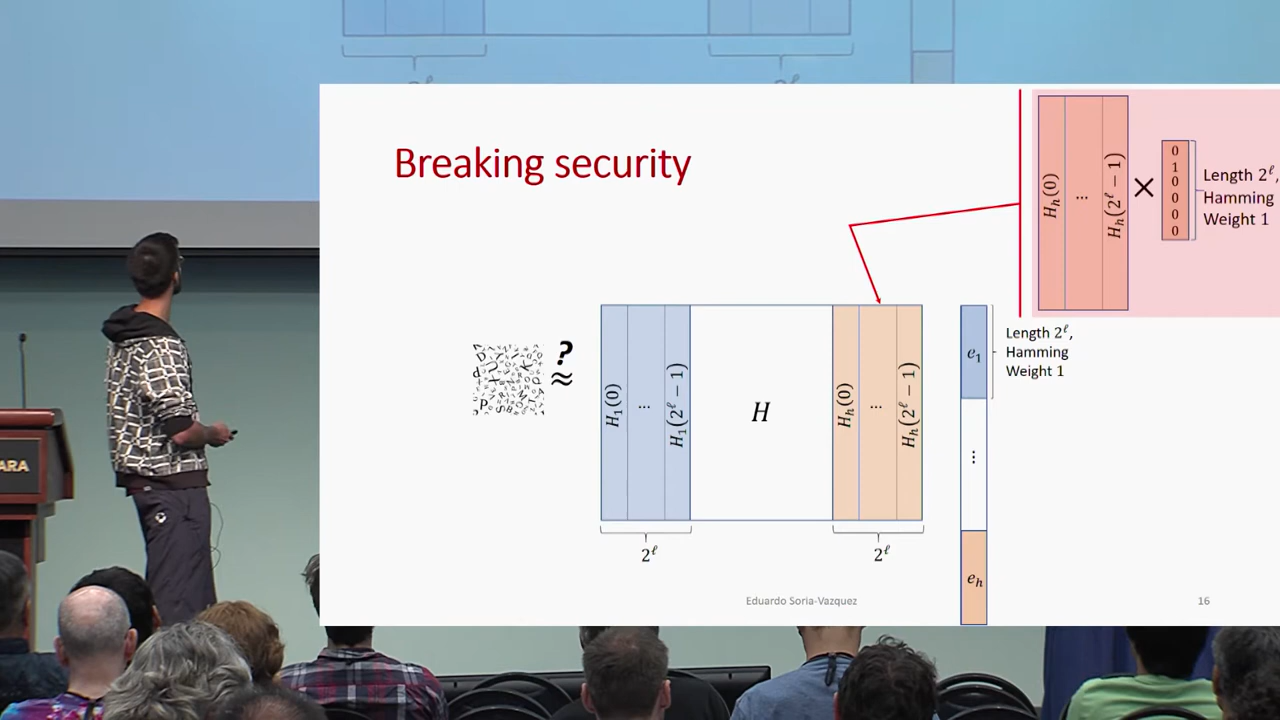 Breaking security
H_h(0)
...
H_h(2^ℓ − 1)
×
0
1
0
0
0
0
Length 2^ℓ,
Hamming
Weight 1
?
≈
H_1(0)
...
H_1(2^ℓ − 1)
H
H_h(0)
...
H_h(2^ℓ − 1)
2^ℓ
2^ℓ
e_1
⋮
e_h
Length 2^ℓ,
Hamming
Weight 1
Eduardo Soria-Vazquez
16
ARA